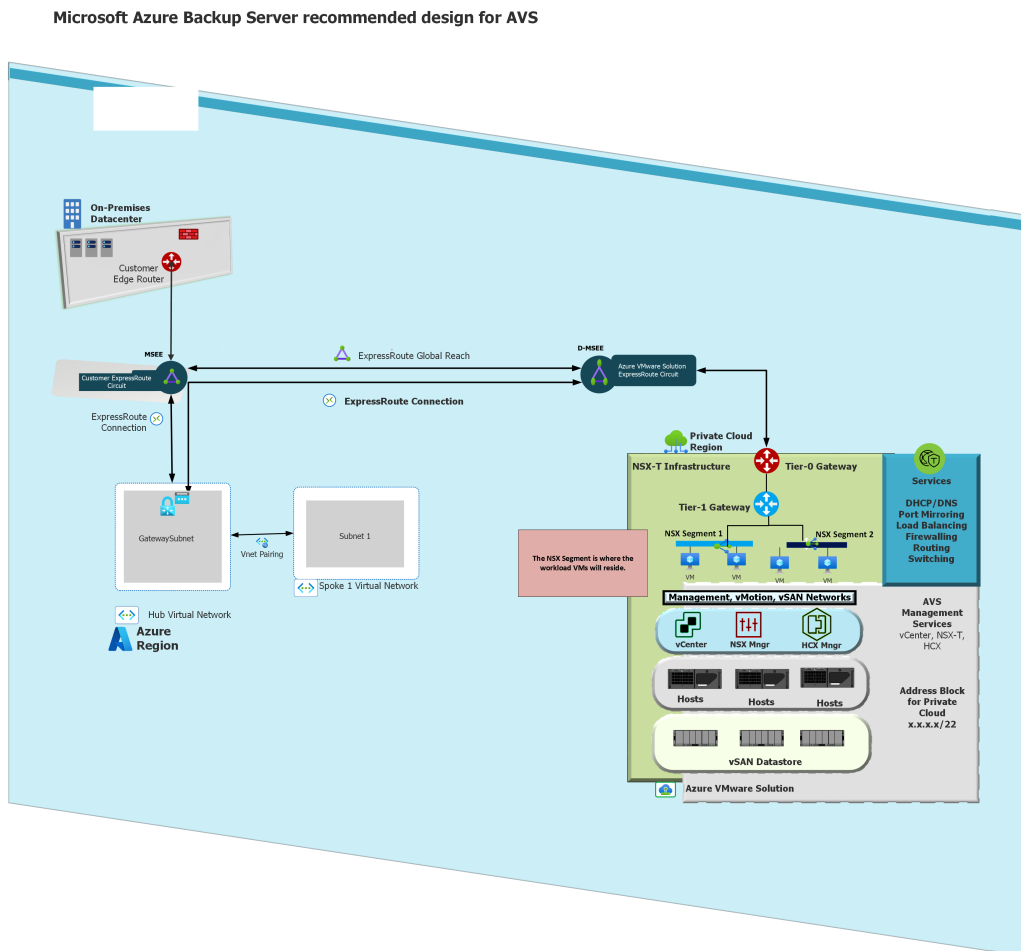 Microsoft Azure Backup Server recommended design for AVS
On-Premises
Datacenter
Customer
Edge Router
MSEE
Customer ExpressRoute
Circuit
ExpressRoute Global Reach
D-MSEE
Azure VMware Solution
ExpressRoute Circuit
ExpressRoute Connection
ExpressRoute
Connection
GatewaySubnet
Vnet Pairing
Subnet 1
Spoke 1 Virtual Network
Hub Virtual Network
Azure
Region
Private Cloud
Region
NSX-T Infrastructure
Tier-0 Gateway
Tier-1 Gateway
NSX Segment 1
NSX Segment 2
VM
VM
VM
VM
The NSX Segment is where the
workload VMs will reside.
Services
DHCP/DNS
Port Mirroring
Load Balancing
Firewalling
Routing
Switching
Management, vMotion, vSAN Networks
vCenter
NSX Mngr
HCX Mngr
Hosts
Hosts
Hosts
vSAN Datastore
AVS
Management
Services
vCenter, NSX-T,
HCX
Address Block
for Private
Cloud
x.x.x.x/22
Azure VMware Solution